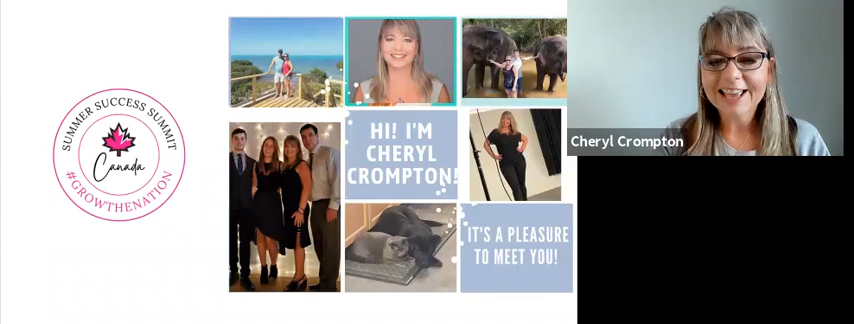 SUMMER SUCCESS SUMMIT
Canada
#GROWTHENATION
HI! I'M
CHERYL
CROMPTON!
IT'S A PLEASURE
TO MEET YOU!
Cheryl Crompton